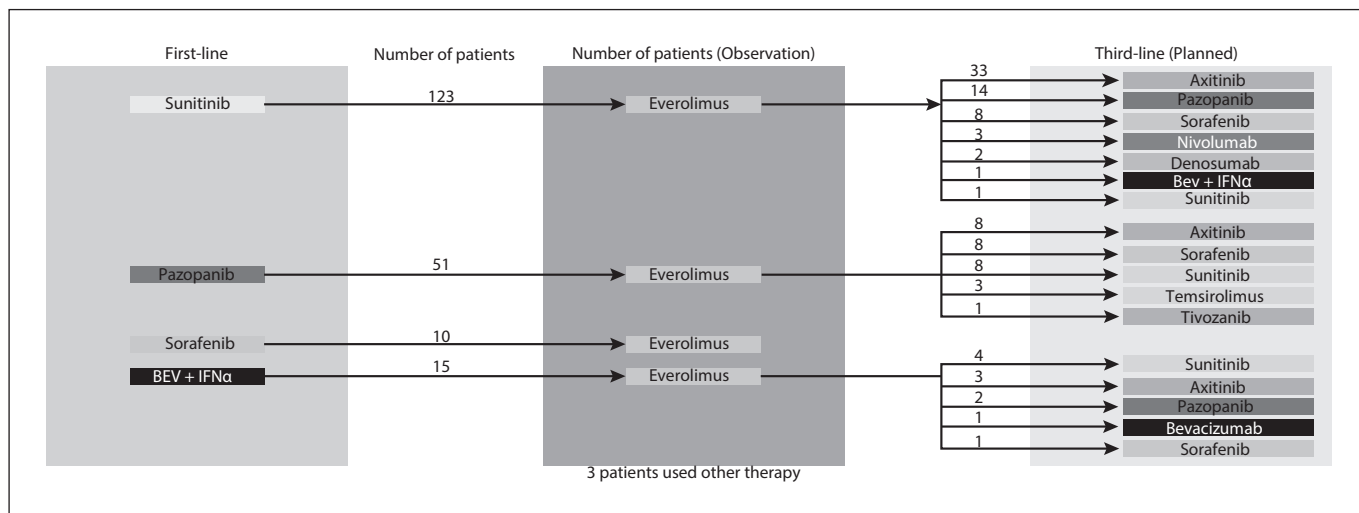 First-line Number of patients Number of patients (Observation) Third-line (Planned)
Sunitinib 123 Everolimus
33 Axitinib
14 Pazopanib
8 Sorafenib
3 Nivolumab
2 Denosumab
1 Bev + IFNα
1 Sunitinib
Pazopanib 51 Everolimus
8 Axitinib
8 Sorafenib
8 Sunitinib
3 Temsirolimus
1 Tivozanib
Sorafenib 10 Everolimus
BEV + IFNα 15 Everolimus
4 Sunitinib
3 Axitinib
2 Pazopanib
1 Bevacizumab
1 Sorafenib
3 patients used other therapy